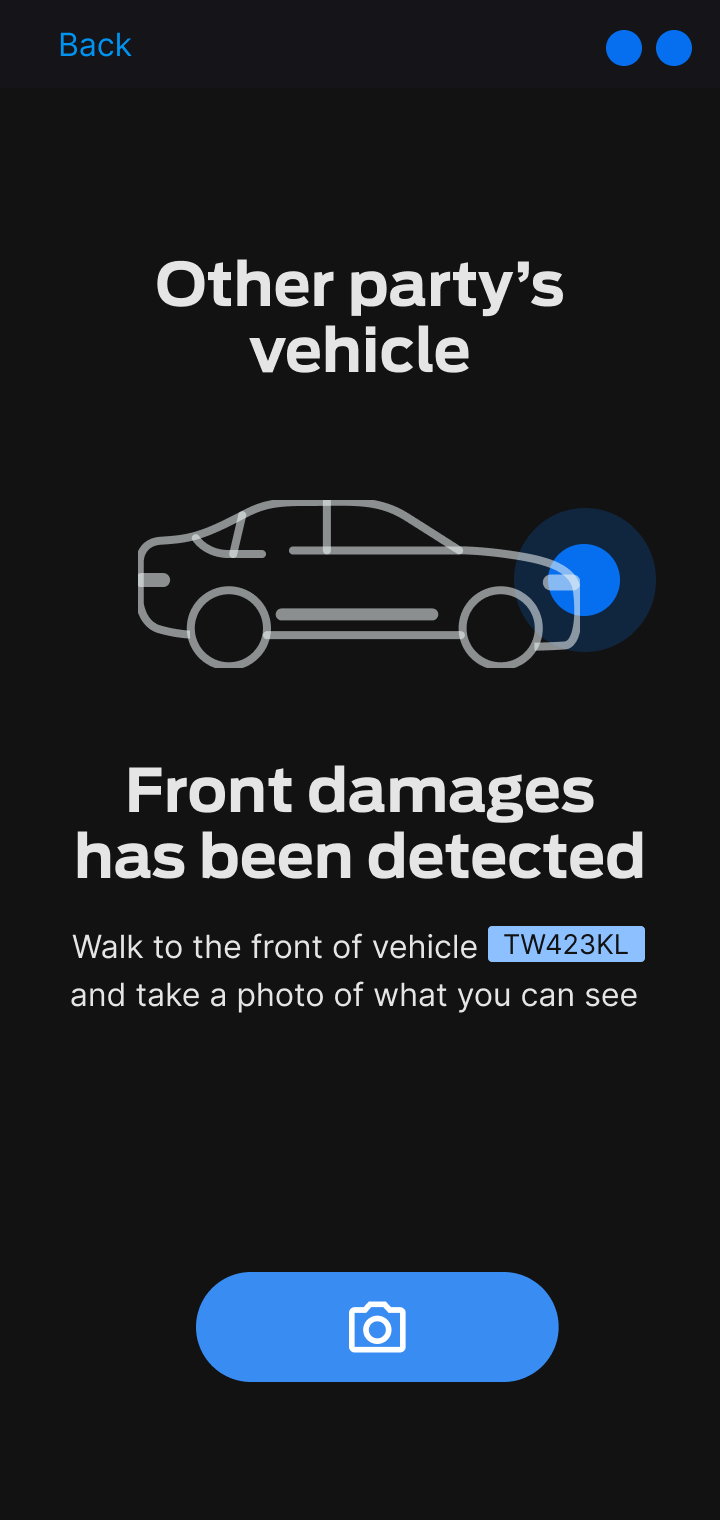 Back
Other party’s
vehicle
Front damages
has been detected
Walk to the front of vehicle TW423KL
and take a photo of what you can see